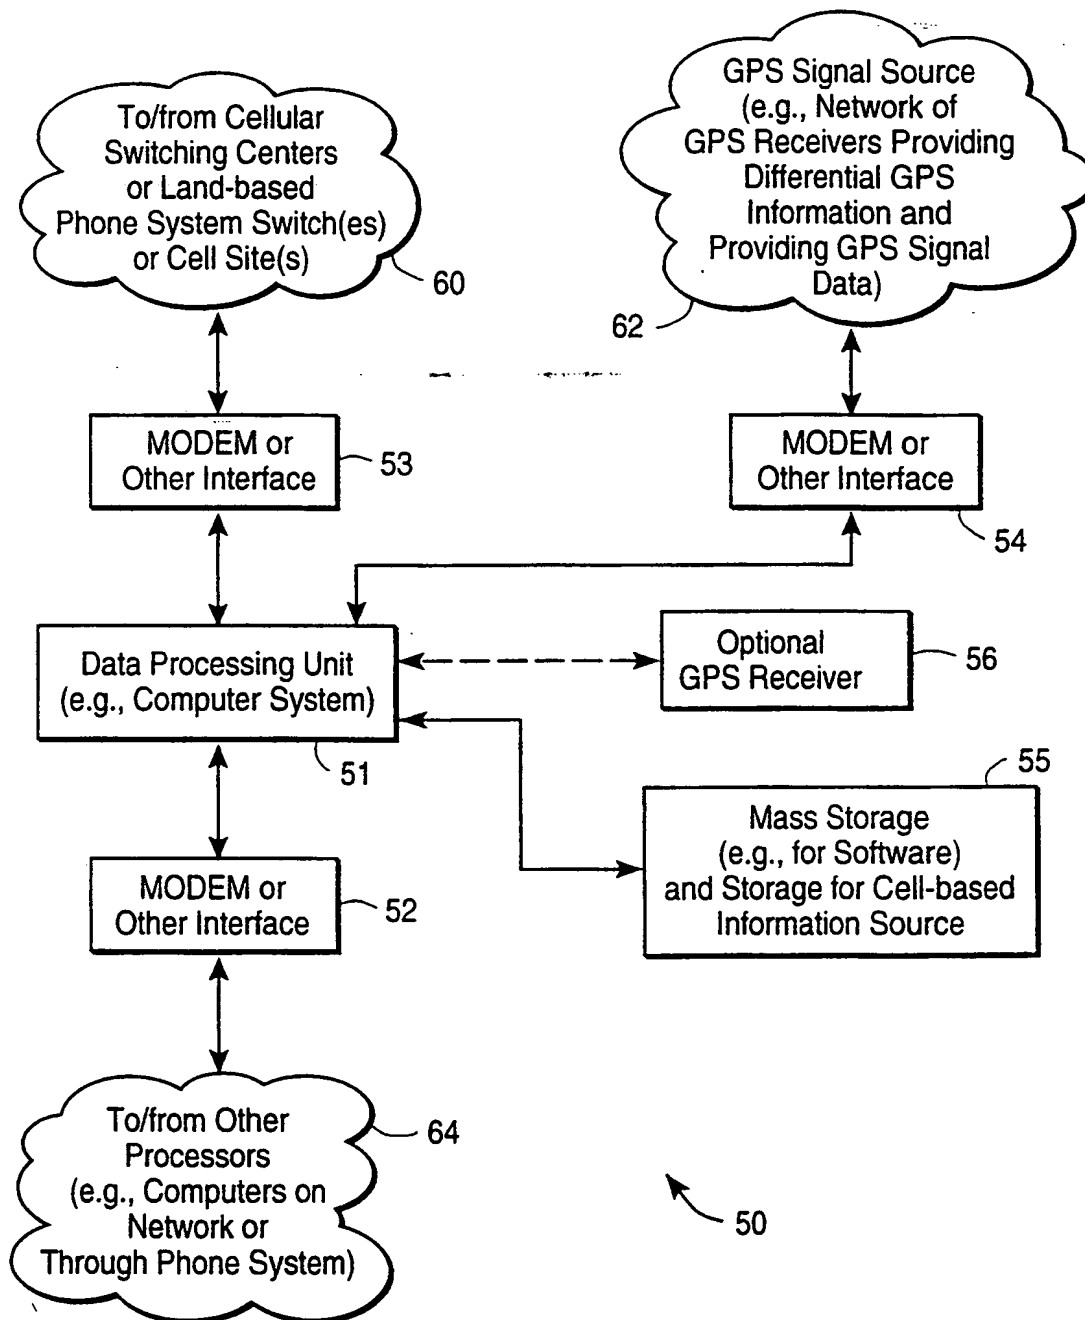 To/from Cellular
Switching Centers
or Land-based
Phone System Switch(es)
or Cell Site(s)
60
GPS Signal Source
(e.g., Network of
GPS Receivers Providing
Differential GPS
Information and
Providing GPS Signal
Data)
62
MODEM or
Other Interface
53
MODEM or
Other Interface
54
Data Processing Unit
(e.g., Computer System)
51
Optional
GPS Receiver
56
55
Mass Storage
(e.g., for Software)
and Storage for Cell-based
Information Source
MODEM or
Other Interface
52
To/from Other
Processors
(e.g., Computers on
Network or
Through Phone System)
64
50